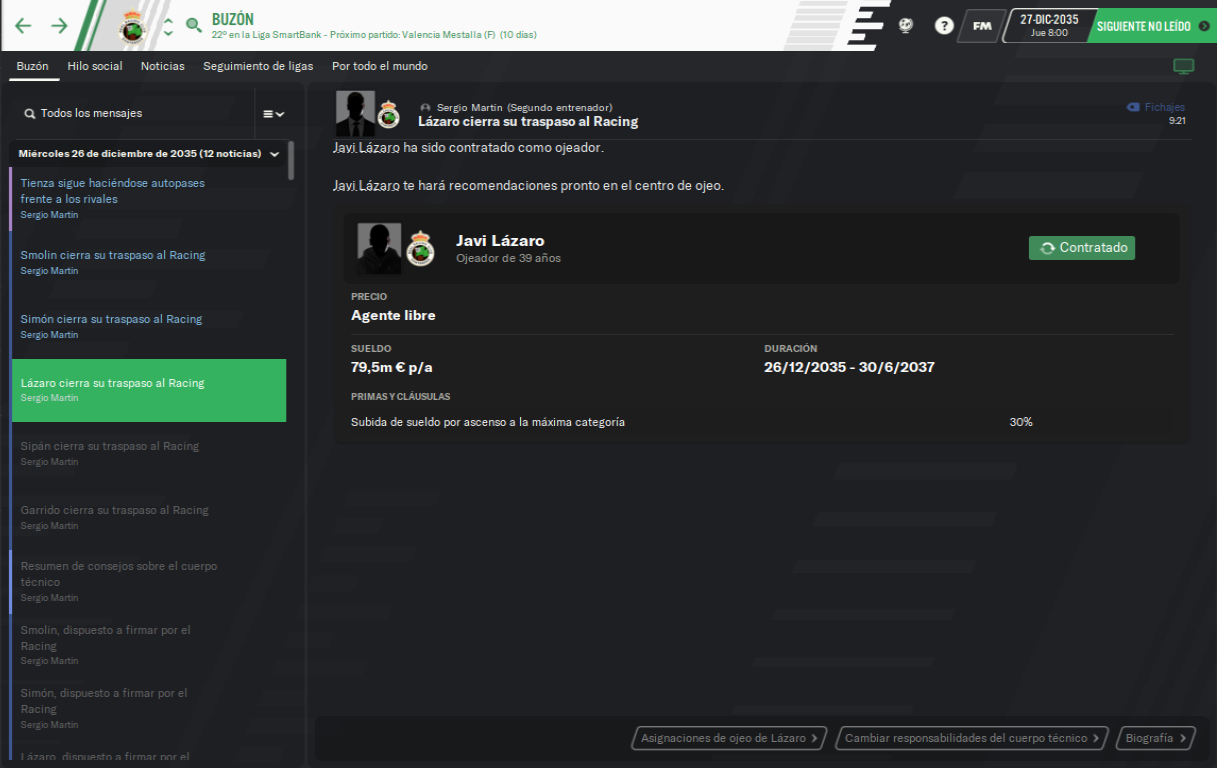 BUZÓN
22º en la Liga SmartBank - Próximo partido: Valencia Mestalla (F) (10 días)
?
FM
27-DIC-2035
Jue 8:00
SIGUIENTE NO LEÍDO
Buzón
Hilo social
Noticias
Seguimiento de ligas
Por todo el mundo
Todos los mensajes
Miércoles 26 de diciembre de 2035 (12 noticias)
Tienza sigue haciéndose autopases
frente a los rivales
Sergio Martín
Smolin cierra su traspaso al Racing
Sergio Martín
Simón cierra su traspaso al Racing
Sergio Martín
Lázaro cierra su traspaso al Racing
Sergio Martín
Sipán cierra su traspaso al Racing
Sergio Martín
Garrido cierra su traspaso al Racing
Sergio Martín
Resumen de consejos sobre el cuerpo
técnico
Sergio Martín
Smolin, dispuesto a firmar por el
Racing
Sergio Martín
Simón, dispuesto a firmar por el
Racing
Sergio Martín
Lázaro, dispuesto a firmar por el
Sergio Martín (Segundo entrenador)
Lázaro cierra su traspaso al Racing
Fichajes
9:21
Javi Lázaro ha sido contratado como ojeador.
Javi Lázaro te hará recomendaciones pronto en el centro de ojeo.
Javi Lázaro
Ojeador de 39 años
Contratado
PRECIO
Agente libre
SUELDO
79,5m € p/a
DURACIÓN
26/12/2035 - 30/6/2037
PRIMAS Y CLÁUSULAS
Subida de sueldo por ascenso a la máxima categoría
30%
Asignaciones de ojeo de Lázaro
Cambiar responsabilidades del cuerpo técnico
Biografía